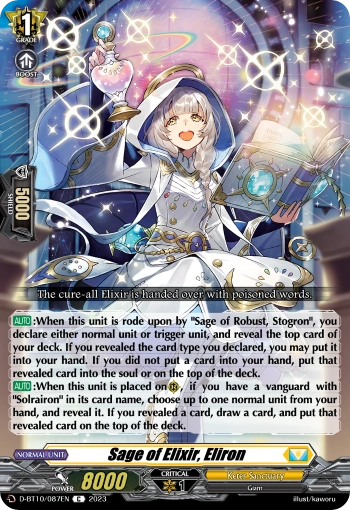 1
GRADE
BOOST
5000
SHIELD
The cure-all Elixir is handed over with poisoned words.
AUTO:When this unit is rode upon by "Sage of Robust, Stogron", you
declare either normal unit or trigger unit, and reveal the top card of
your deck. If you revealed the card type you declared, you may put it
into your hand. If you did not put a card into your hand, put that
revealed card into the soul or on the top of the deck.
AUTO:When this unit is placed on R, if you have a vanguard with
"Solrairon" in its card name, choose up to one normal unit from your
hand, and reveal it. If you revealed a card, draw a card, and put that
revealed card on the top of the deck.
NORMAL UNIT
Sage of Elixir, Eliron
POWER 8000
CRITICAL
1
Keter Sanctuary
Giant
D-BT10/087EN C 2023
illust/kaworu